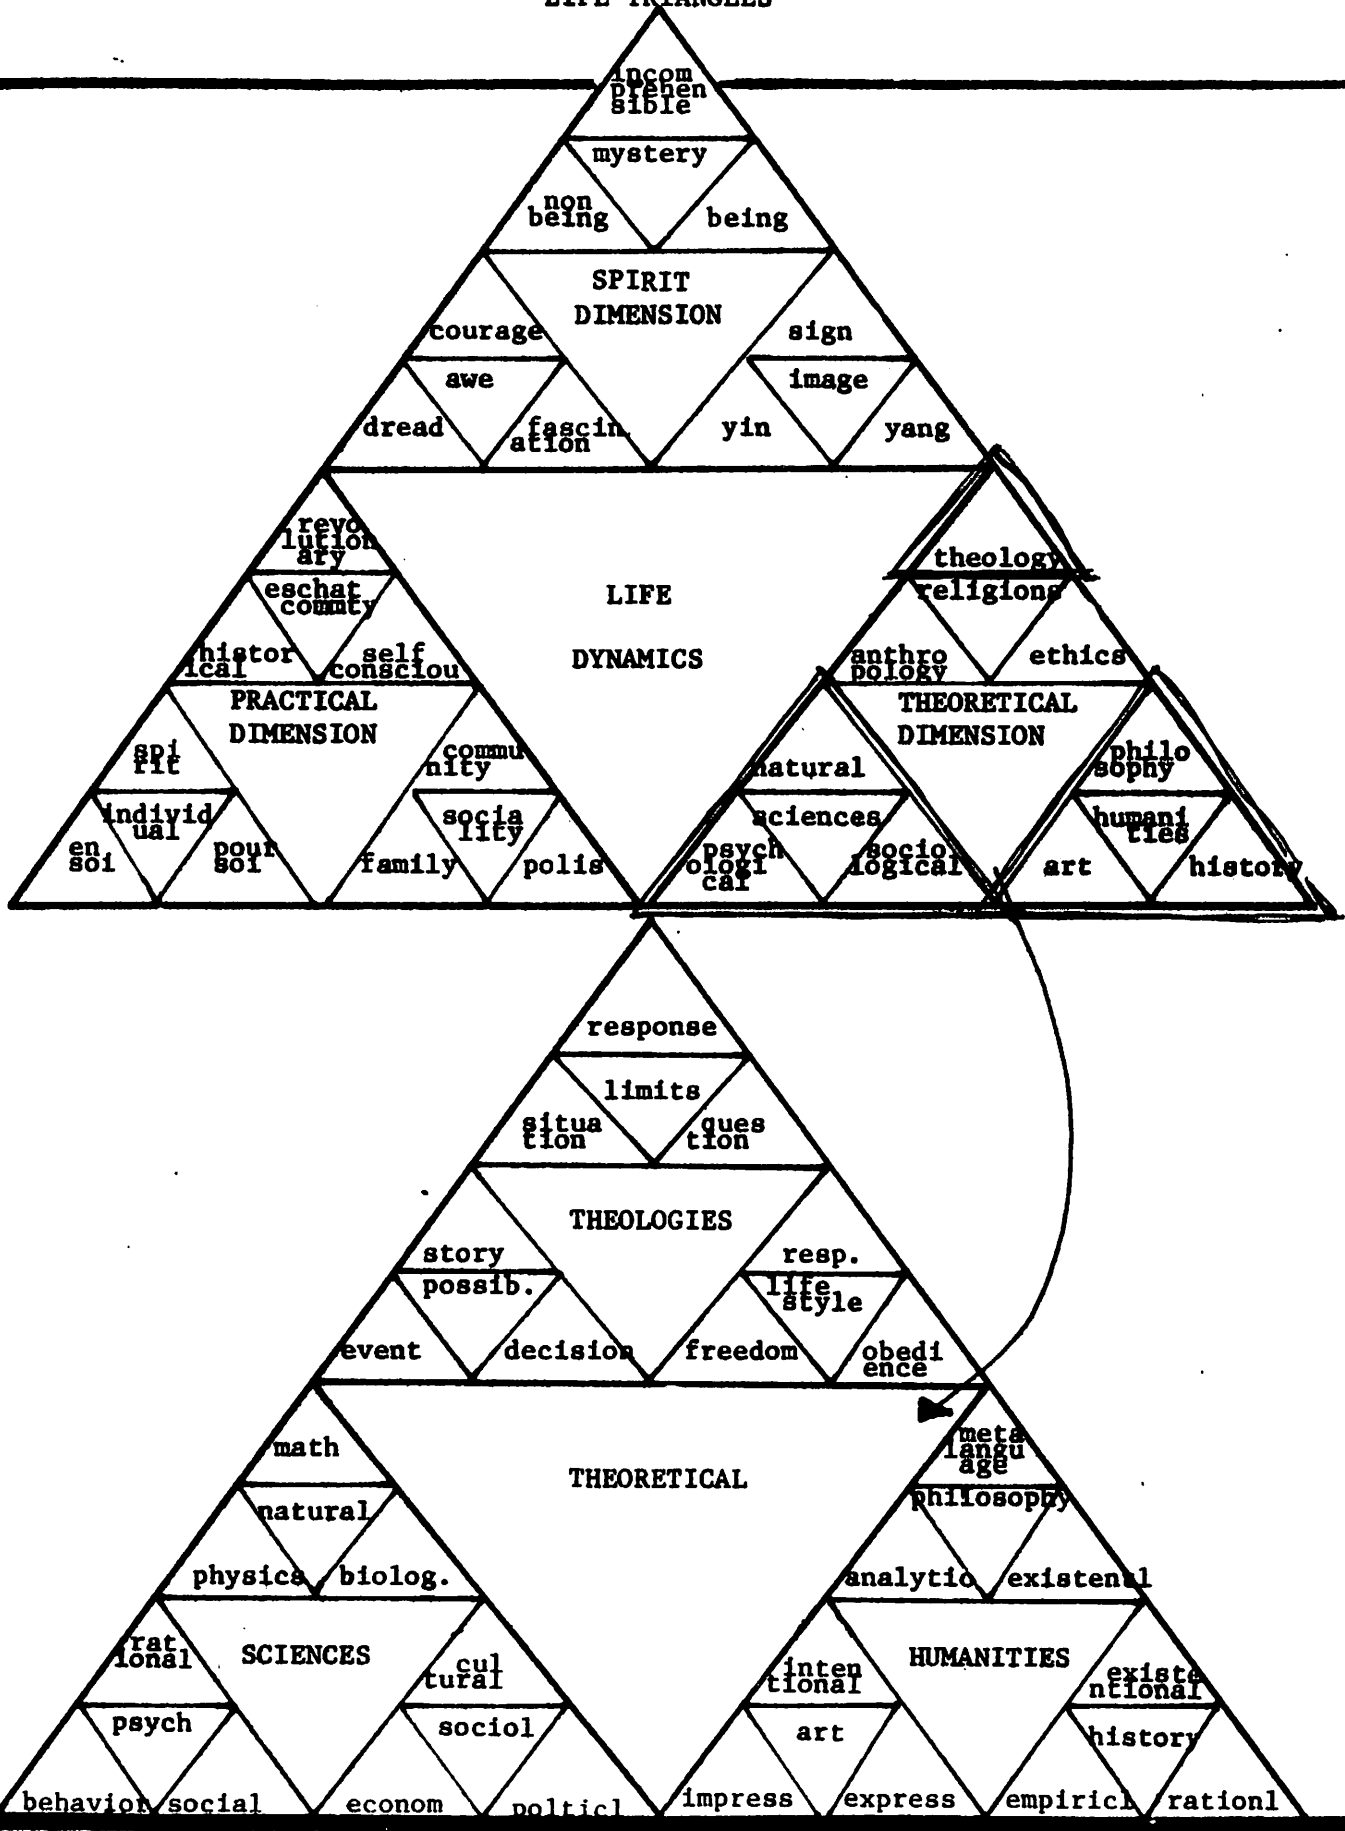 LIFE TRIANGLES
incom
prehen
sible
mystery
non
being
being
SPIRIT
DIMENSION
courage
awe
dread
fascin
ation
sign
image
yin
yang
revo
lution
ary
eschat
commty
histor
ical
self
consciou
PRACTICAL
DIMENSION
spi
rit
individ
ual
en
soi
pour
soi
commu
nity
socia
lity
family
polis
LIFE
DYNAMICS
theology
religions
anthro
pology
ethics
THEORETICAL
DIMENSION
natural
sciences
psych
ologi
cal
socio
logical
philo
sophy
humani
ties
art
history
response
limits
situa
tion
ques
tion
THEOLOGIES
story
possib.
event
decision
resp.
life
style
freedom
obedi
ence
THEORETICAL
math
natural
physics
biolog.
SCIENCES
rat
ional
psych
behavior
social
cul
tural
sociol
econom
polticl
meta
langu
age
philosophy
analytic
existentl
HUMANITIES
inten
tional
art
impress
express
existe
ntional
history
empiricl
rationl